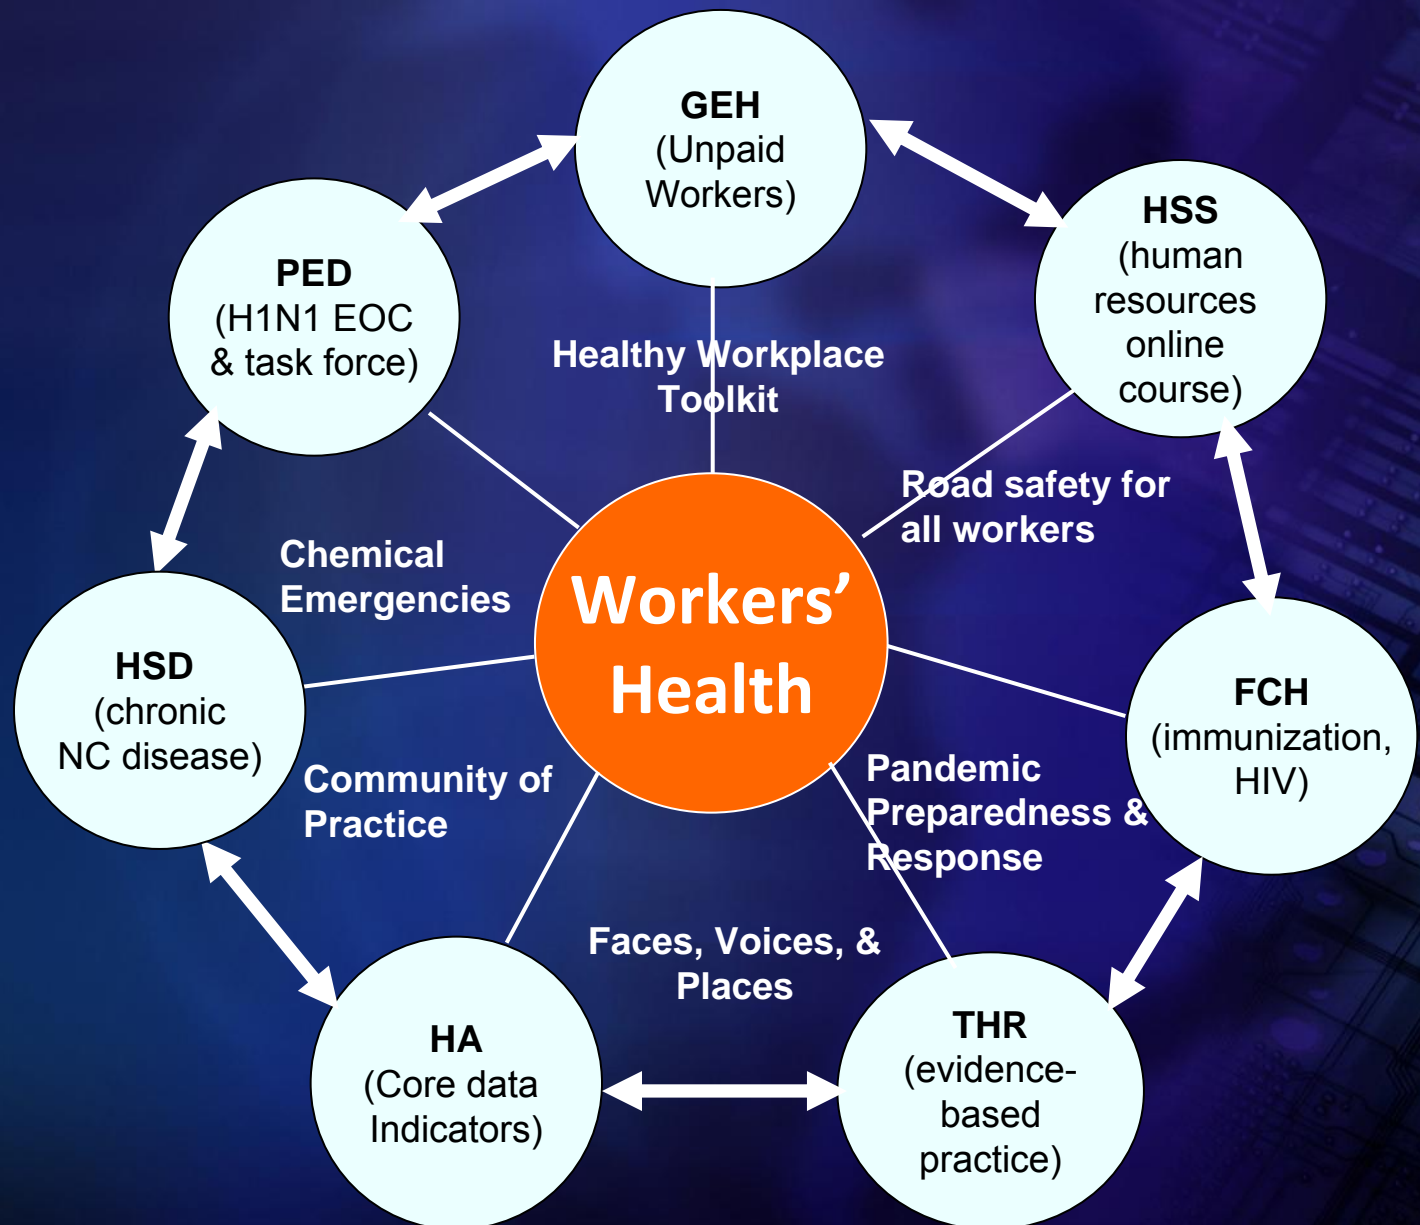 GEH
(Unpaid
Workers)
HSS
(human
resources
online
course)
PED
(H1N1 EOC
& task force)
Healthy Workplace
Toolkit
Road safety for
all workers
Chemical
Emergencies
Workers’
Health
HSD
(chronic
NC disease)
FCH
(immunization,
HIV)
Community of
Practice
Pandemic
Preparedness &
Response
Faces, Voices, &
Places
HA
(Core data
Indicators)
THR
(evidence-
based
practice)